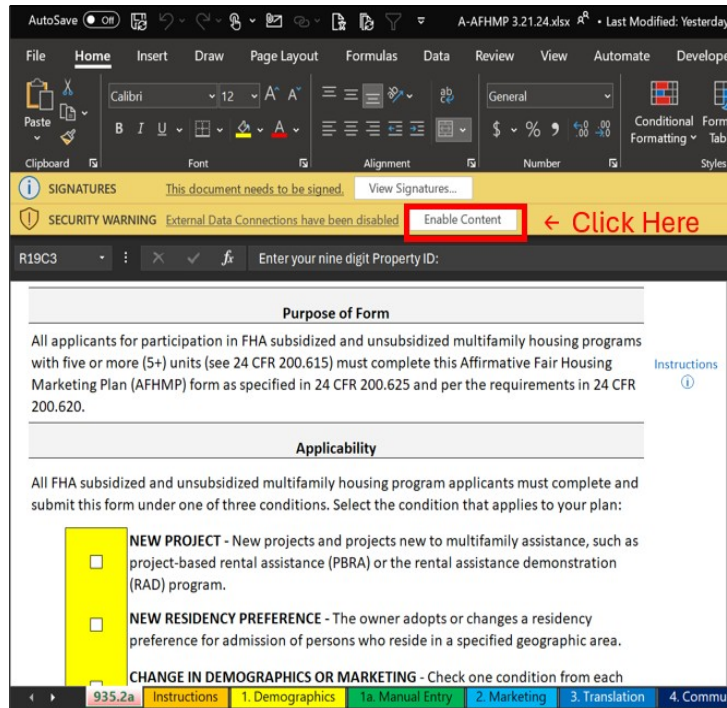 AutoSave Off A-AFHMP 3.21.24.xlsx • Last Modified: Yesterday
File Home Insert Draw Page Layout Formulas Data Review View Automate Develope
Calibri 12 A^ A˅ ab General
Paste B I U A $ % 9 Conditional Form
Formatting Tab
Clipboard Font Alignment Number Styles
SIGNATURES This document needs to be signed. View Signatures...
SECURITY WARNING External Data Connections have been disabled Enable Content ← Click Here
R19C3 fx Enter your nine digit Property ID:
Purpose of Form
All applicants for participation in FHA subsidized and unsubsidized multifamily housing programs
with five or more (5+) units (see 24 CFR 200.615) must complete this Affirmative Fair Housing
Instructions
Marketing Plan (AFHMP) form as specified in 24 CFR 200.625 and per the requirements in 24 CFR
200.620.
Applicability
All FHA subsidized and unsubsidized multifamily housing program applicants must complete and
submit this form under one of three conditions. Select the condition that applies to your plan:
NEW PROJECT - New projects and projects new to multifamily assistance, such as
project-based rental assistance (PBRA) or the rental assistance demonstration
(RAD) program.
NEW RESIDENCY PREFERENCE - The owner adopts or changes a residency
preference for admission of persons who reside in a specified geographic area.
CHANGE IN DEMOGRAPHICS OR MARKETING - Check one condition from each
935.2a Instructions 1. Demographics 1a. Manual Entry 2. Marketing 3. Translation 4. Commu